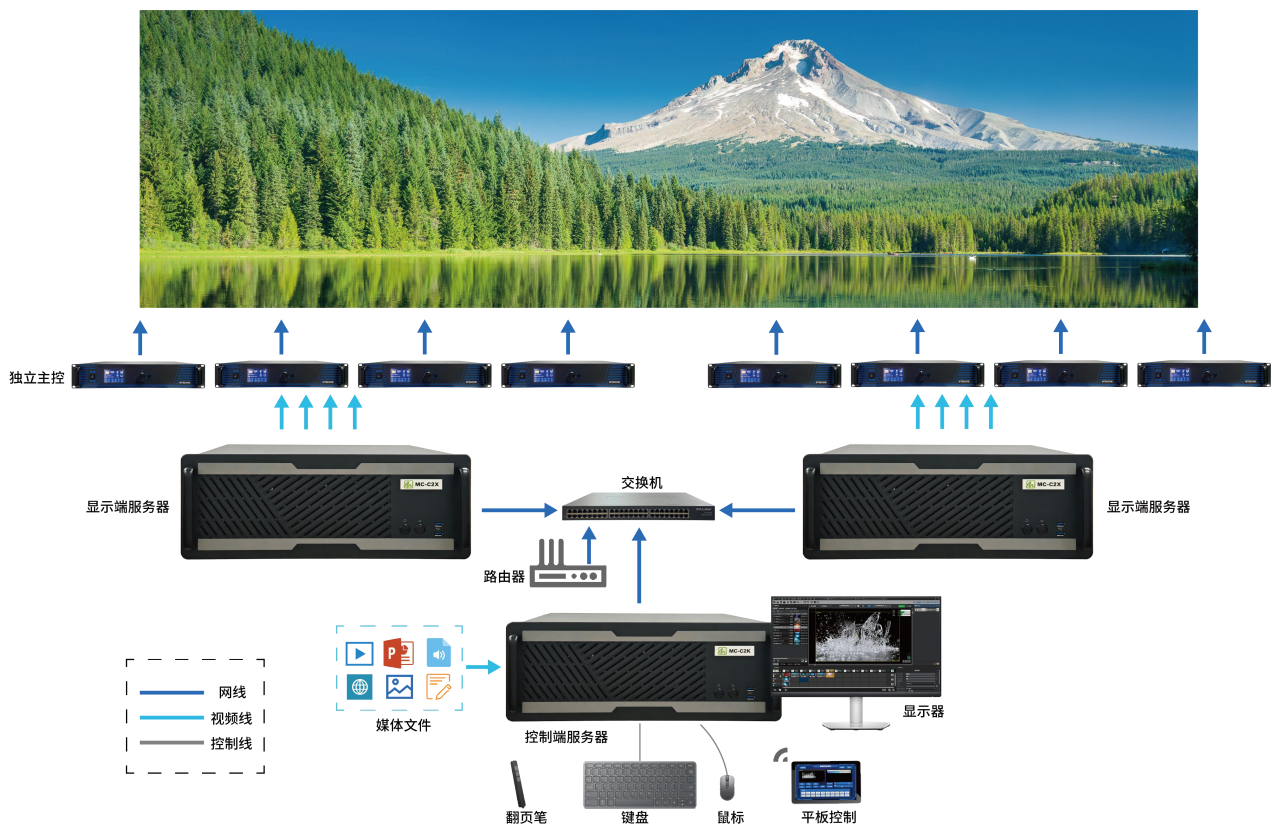 独立主控
MC-C2X
MC-C2X
显示端服务器
交换机
显示端服务器
路由器
MC-C2K
P
媒体文件
控制端服务器
显示器
网线
视频线
控制线
翻页笔
键盘
鼠标
平板控制